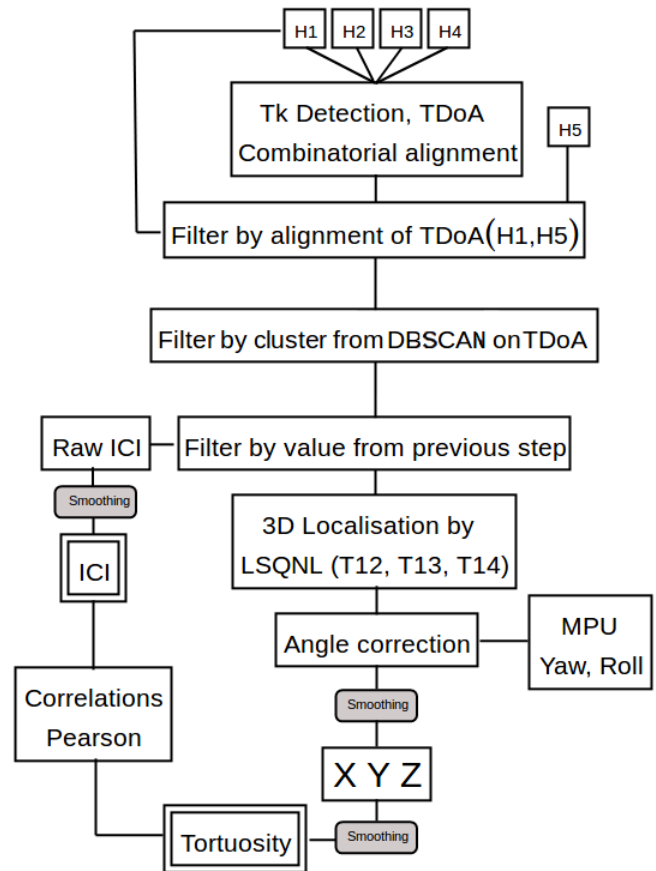 H1 H2 H3 H4
Tk Detection, TDoA
Combinatorial alignment
H5
Filter by alignment of TDoA(H1,H5)
Filter by cluster from DBSCAN on TDoA
Raw ICI
Filter by value from previous step
Smoothing
3D Localisation by
LSQNL (T12, T13, T14)
ICI
Angle correction
MPU
Yaw, Roll
Correlations
Pearson
Smoothing
X Y Z
Tortuosity
Smoothing